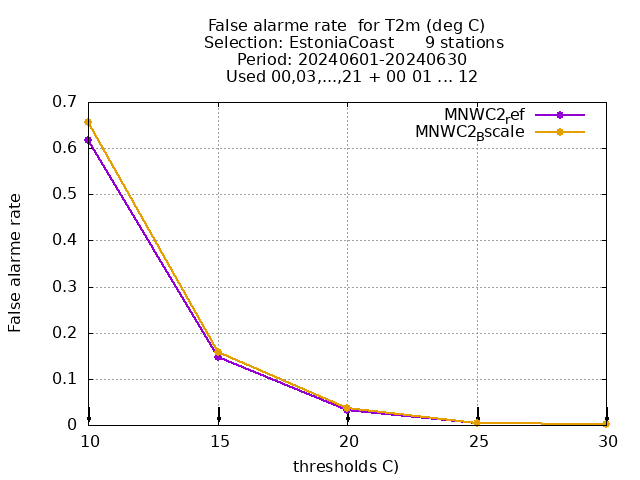 False alarme rate  for T2m (deg C)
Selection: EstoniaCoast      9 stations
Period: 20240601-20240630
Used 00,03,...,21 + 00 01 ... 12
MNWC2ref
MNWC2Bscale
False alarme rate
0.7
0.6
0.5
0.4
0.3
0.2
0.1
0
10 15 20 25 30
thresholds C)